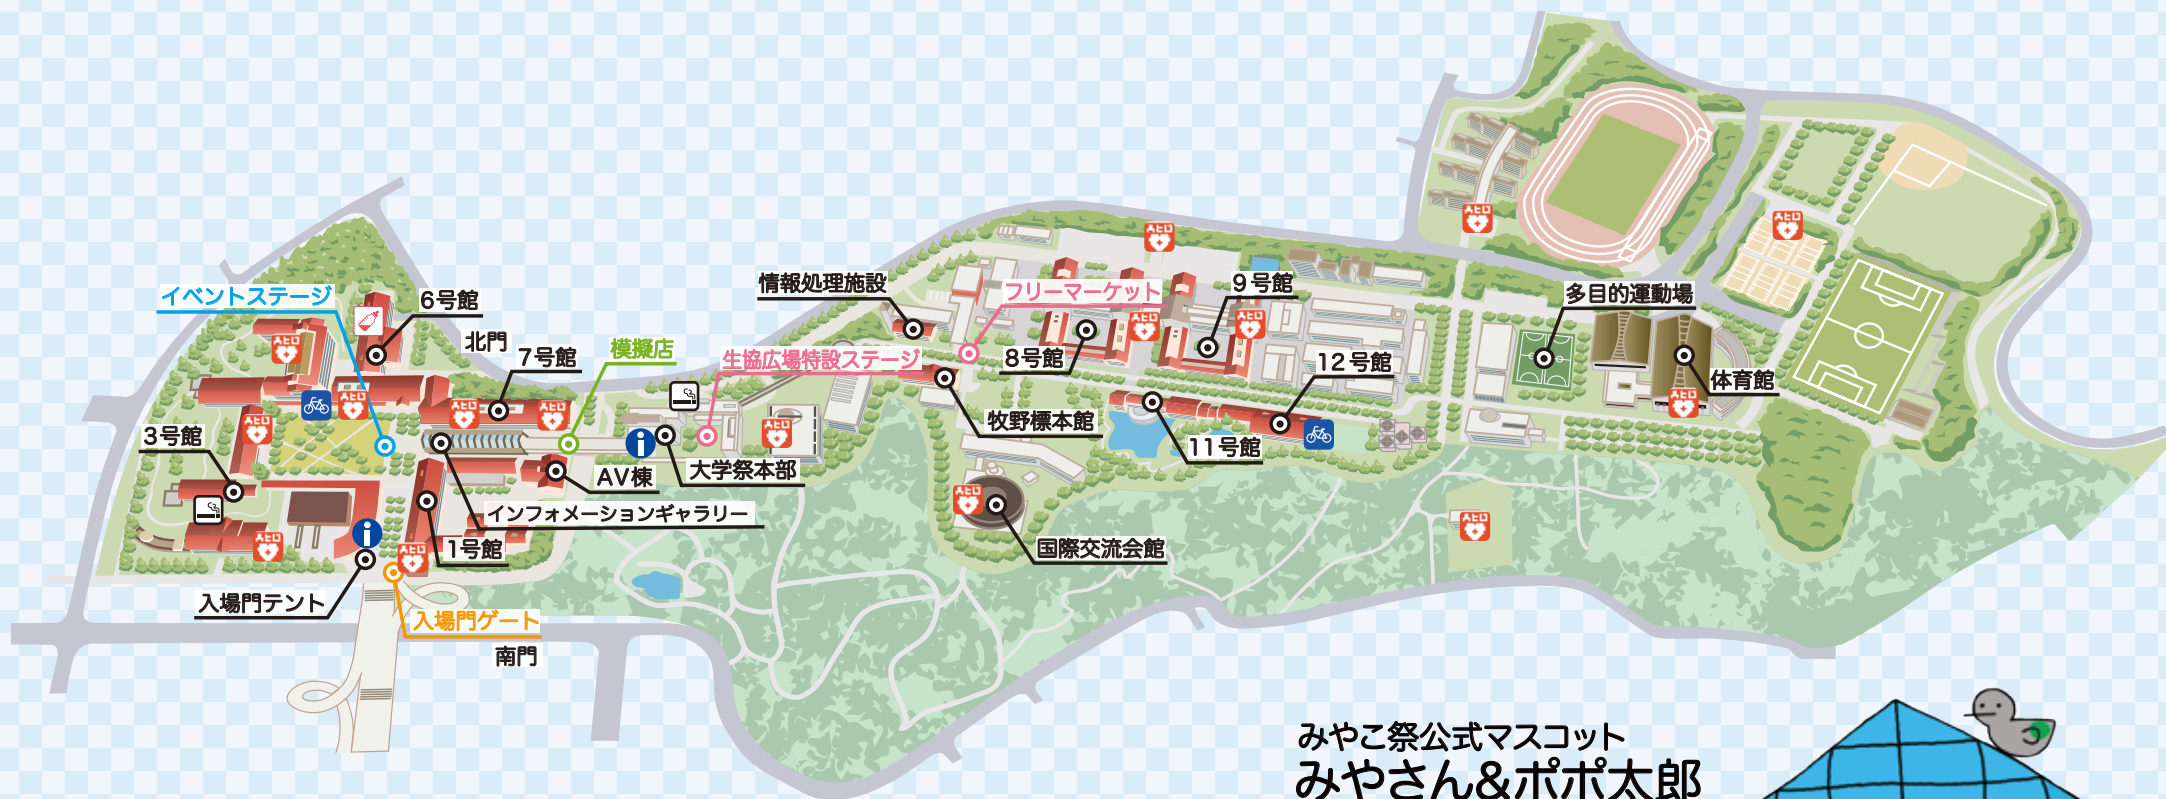 イベントステージ
6号館
北門
7号館
模擬店
生協広場特設ステージ
情報処理施設
フリーマーケット
9号館
8号館
12号館
多目的運動場
体育館
牧野標本館
11号館
3号館
AV棟
大学祭本部
インフォメーションギャラリー
1号館
国際交流会館
入場門テント
入場門ゲート
南門
i
i
みやこ祭公式マスコット
みやさん&ポポ太郎